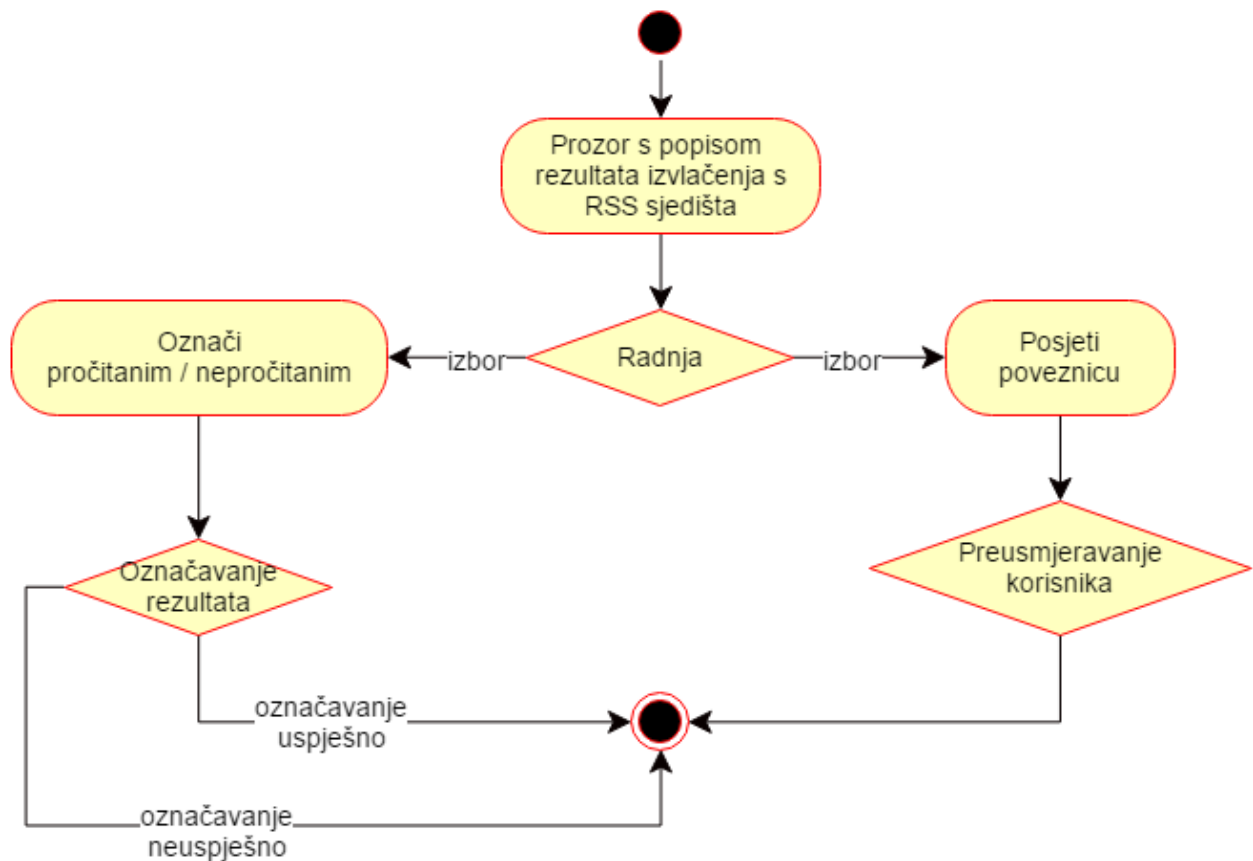 Prozor s popisom
rezultata izvlačenja s
RSS sjedišta
Označi
pročitanim / nepročitanim
izbor
Radnja
izbor
Posjeti
poveznicu
Označavanje
rezultata
Preusmjeravanje
korisnika
označavanje
uspješno
označavanje
neuspješno